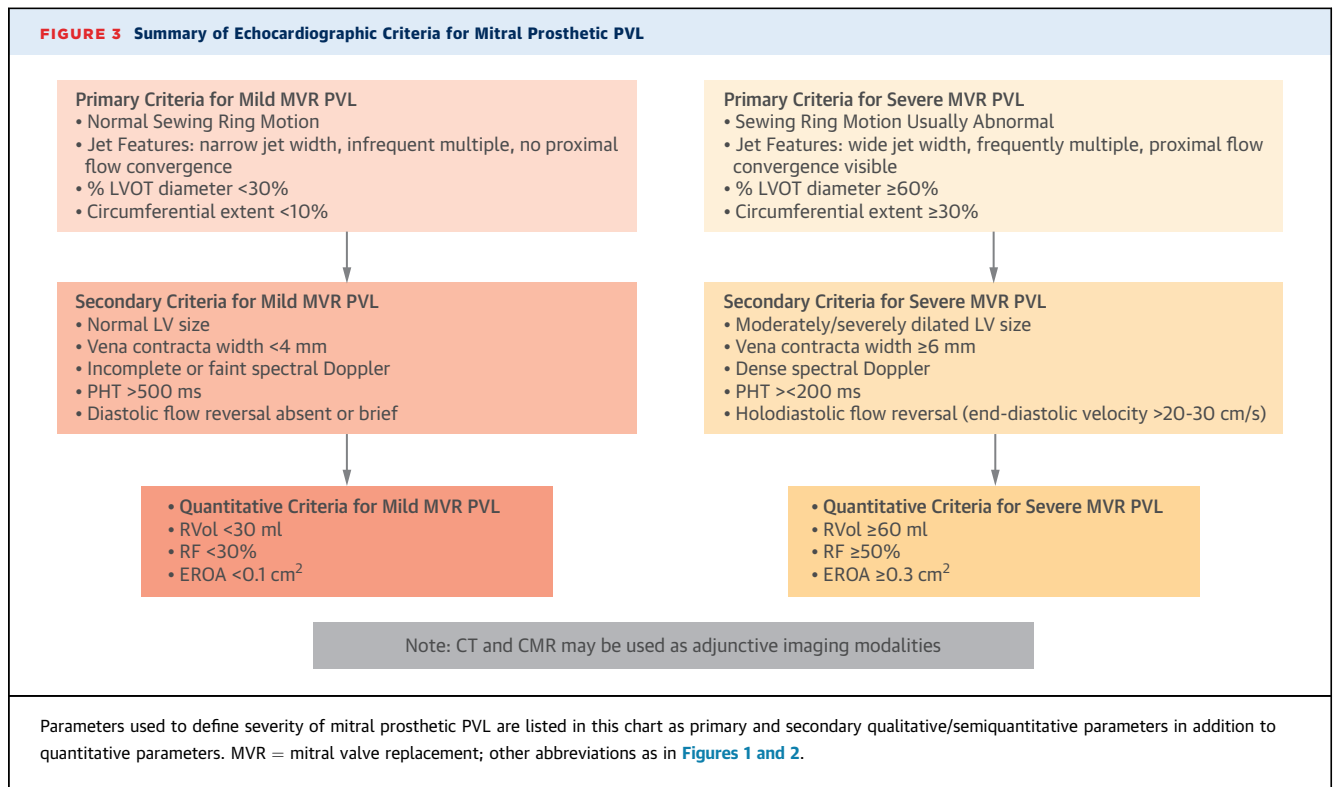 FIGURE 3 Summary of Echocardiographic Criteria for Mitral Prosthetic PVL
Primary Criteria for Mild MVR PVL
• Normal Sewing Ring Motion
• Jet Features: narrow jet width, infrequent multiple, no proximal
flow convergence
• % LVOT diameter <30%
• Circumferential extent <10%
Primary Criteria for Severe MVR PVL
• Sewing Ring Motion Usually Abnormal
• Jet Features: wide jet width, frequently multiple, proximal flow
convergence visible
• % LVOT diameter ≥60%
• Circumferential extent ≥30%
Secondary Criteria for Mild MVR PVL
• Normal LV size
• Vena contracta width <4 mm
• Incomplete or faint spectral Doppler
• PHT >500 ms
• Diastolic flow reversal absent or brief
Secondary Criteria for Severe MVR PVL
• Moderately/severely dilated LV size
• Vena contracta width ≥6 mm
• Dense spectral Doppler
• PHT ><200 ms
• Holodiastolic flow reversal (end-diastolic velocity >20-30 cm/s)
• Quantitative Criteria for Mild MVR PVL
• RVol <30 ml
• RF <30%
• EROA <0.1 cm²
• Quantitative Criteria for Severe MVR PVL
• RVol ≥60 ml
• RF ≥50%
• EROA ≥0.3 cm²
Note: CT and CMR may be used as adjunctive imaging modalities
Parameters used to define severity of mitral prosthetic PVL are listed in this chart as primary and secondary qualitative/semiquantitative parameters in addition to
quantitative parameters. MVR = mitral valve replacement; other abbreviations as in Figures 1 and 2.